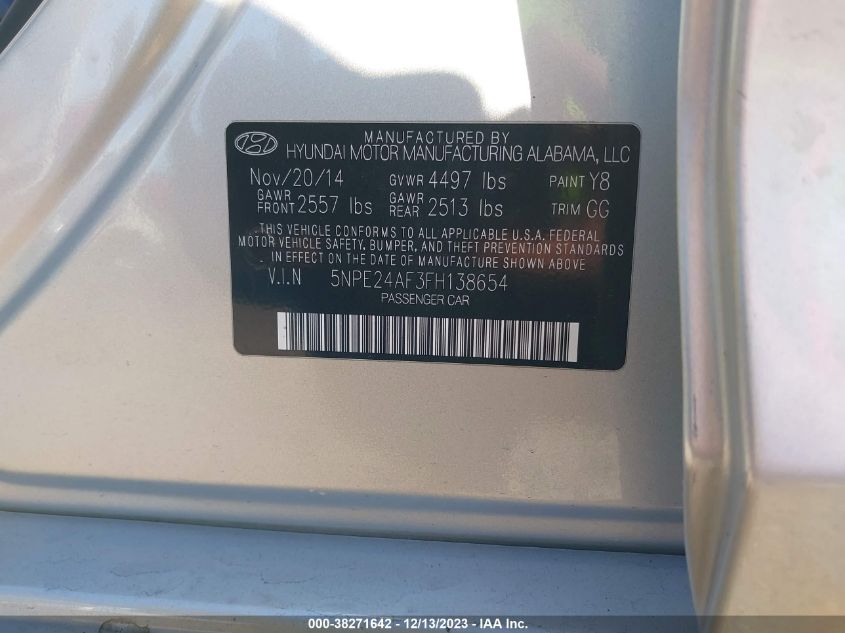 MANUFACTURED BY
HYUNDAI MOTOR MANUFACTURING ALABAMA, LLC
Nov/20/14 GVWR 4497 lbs PAINT Y8
GAWR FRONT 2557 lbs GAWR REAR 2513 lbs TRIM GG
THIS VEHICLE CONFORMS TO ALL APPLICABLE U.S.A. FEDERAL
MOTOR VEHICLE SAFETY, BUMPER, AND THEFT PREVENTION STANDARDS
IN EFFECT ON THE DATE OF MANUFACTURE SHOWN ABOVE
V.I.N 5NPE24AF3FH138654
PASSENGER CAR
000-38271642 - 12/13/2023 - IAA Inc.